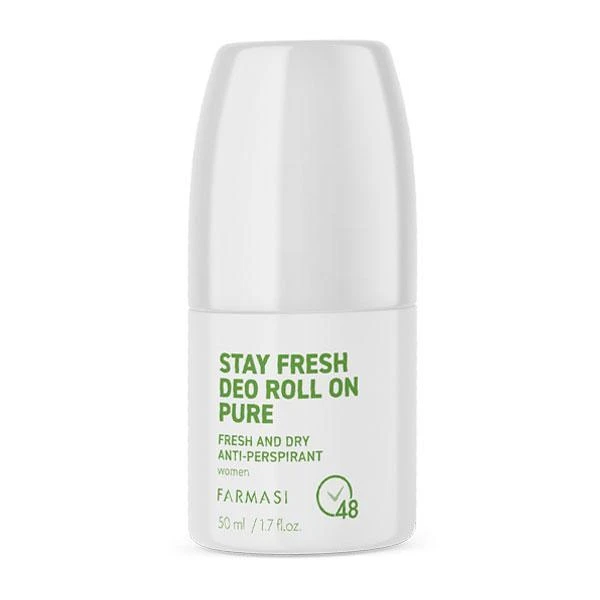 STAY FRESH
DEO ROLL ON
PURE
FRESH AND DRY
ANTI-PERSPIRANT
women
FARMASI
48
50 ml / 1.7 fl.oz.